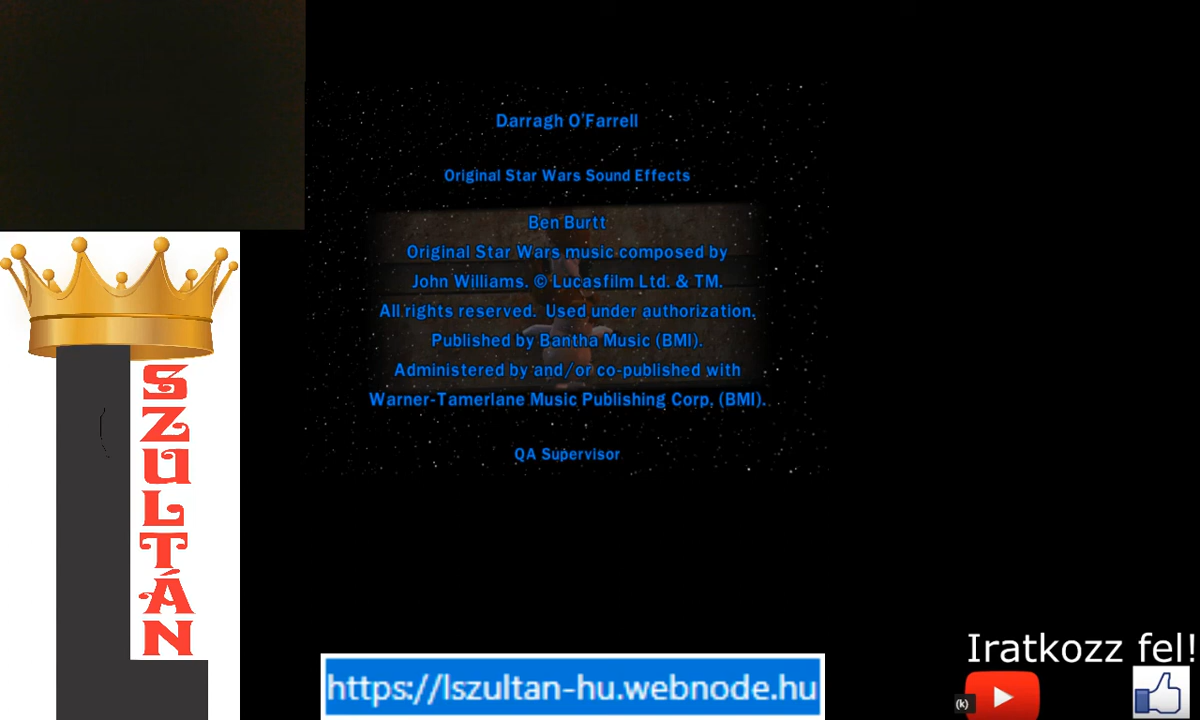 Darragh O'Farrell
Original Star Wars Sound Effects
Ben Burtt
Original Star Wars music composed by
John Williams. © Lucasfilm Ltd. & TM.
All rights reserved. Used under authorization.
Published by Bantha Music (BMI).
Administered by and/or co-published with
Warner-Tamerlane Music Publishing Corp. (BMI).
QA Supervisor
SZULTÁN
https://lszultan-hu.webnode.hu
Iratkozz fel!
(k)